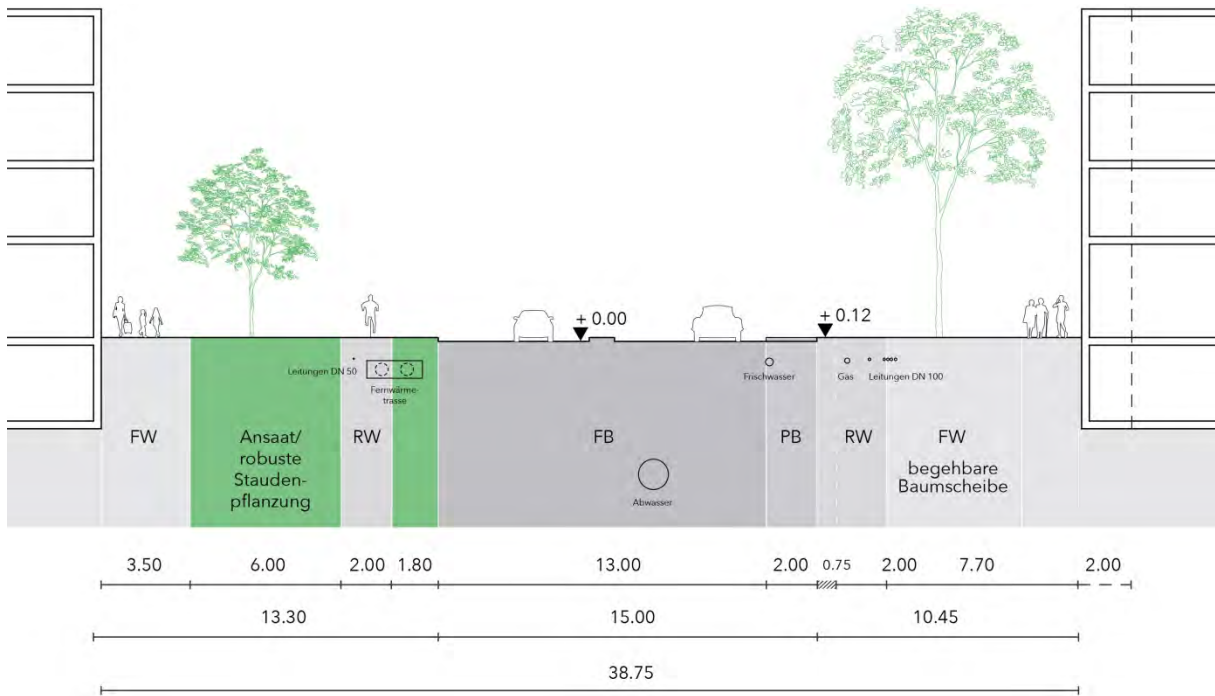 + 0.00
+ 0.12
Leitungen DN 50
Fernwärme-
trasse
Frischwasser
Gas
Leitungen DN 100
FW
Ansaat/
robuste
Stauden-
pflanzung
RW
FB
PB
RW
FW
begehbare
Baumscheibe
Abwasser
3.50
6.00
2.00
1.80
13.00
2.00
0.75
2.00
7.70
2.00
13.30
15.00
10.45
38.75